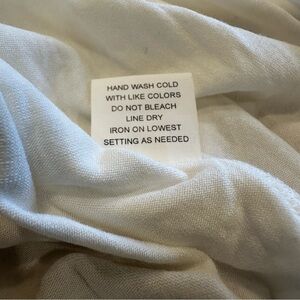 HAND WASH COLD
WITH LIKE COLORS
DO NOT BLEACH
LINE DRY
IRON ON LOWEST
SETTING AS NEEDED